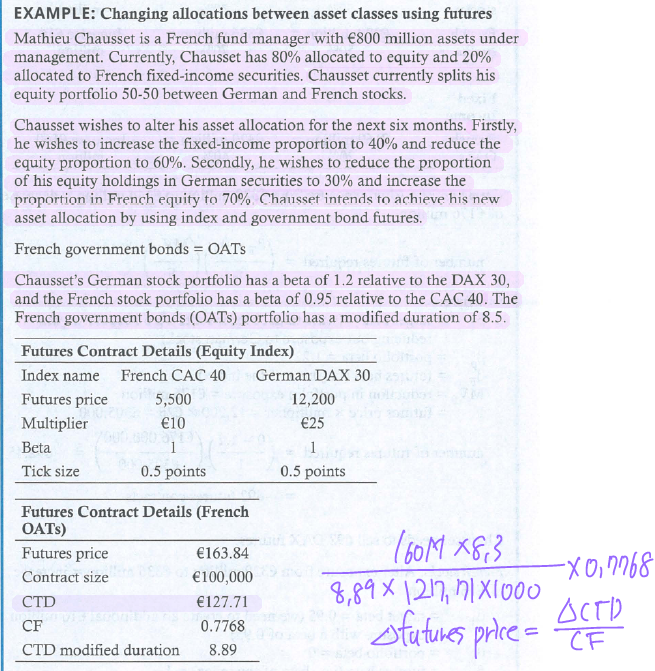 EXAMPLE: Changing allocations between asset classes using futures
Mathieu Chausset is a French fund manager with €800 million assets under
management. Currently, Chausset has 80% allocated to equity and 20%
allocated to French fixed-income securities. Chausset currently splits his
equity portfolio 50-50 between German and French stocks.
Chausset wishes to alter his asset allocation for the next six months. Firstly,
he wishes to increase the fixed-income proportion to 40% and reduce the
equity proportion to 60%. Secondly, he wishes to reduce the proportion
of his equity holdings in German securities to 30% and increase the
proportion in French equity to 70%. Chausset intends to achieve his new
asset allocation by using index and government bond futures.
French government bonds = OATs
Chausset's German stock portfolio has a beta of 1.2 relative to the DAX 30,
and the French stock portfolio has a beta of 0.95 relative to the CAC 40. The
French government bonds (OATs) portfolio has a modified duration of 8.5.
Futures Contract Details (Equity Index)
Index name French CAC 40 German DAX 30
Futures price 5,500 12,200
Multiplier €10 €25
Beta 1 1
Tick size 0.5 points 0.5 points
Futures Contract Details (French
OATs)
Futures price €163.84
Contract size €100,000
CTD €127.71
CF 0.7768
CTD modified duration 8.89
160M ×8,3
×0,7768
8,89 × 1217,71 ×1000
△futures price = △CTD
CF